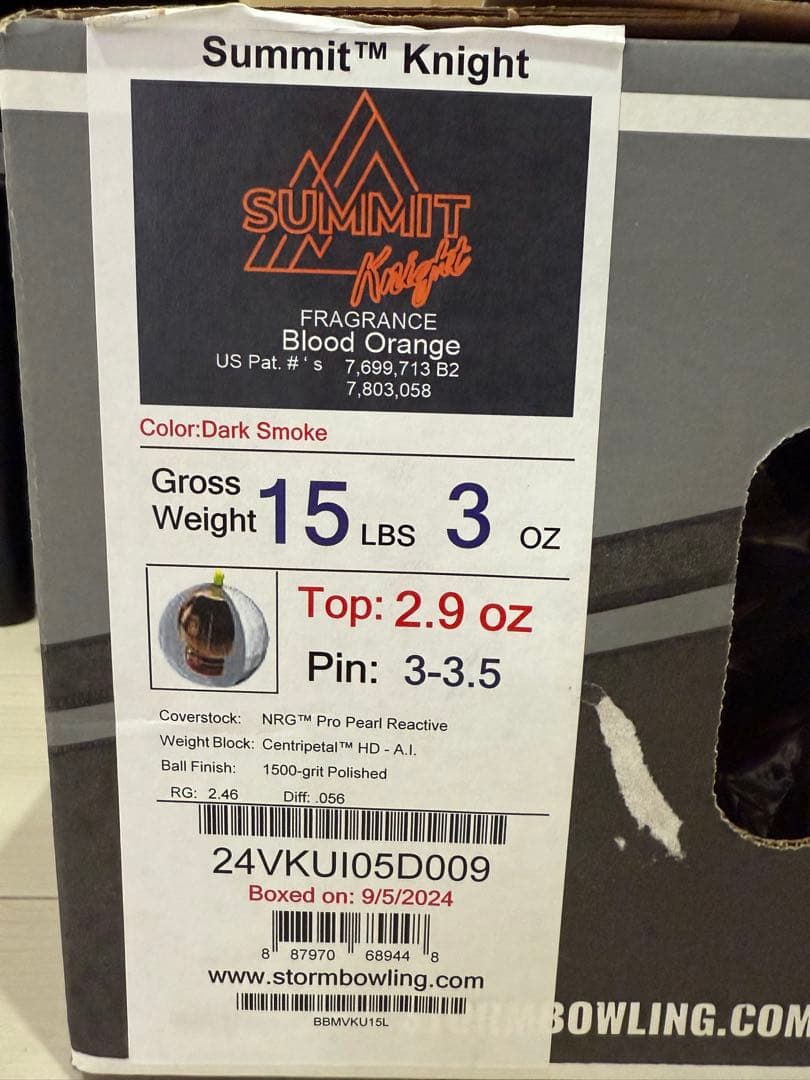 Summit™ Knight
SUMMIT
Knight
FRAGRANCE
Blood Orange
US Pat. #'s 7,699,713 B2
7,803,058
Color:Dark Smoke
Gross
Weight 15 LBS 3 OZ
Top: 2.9 oz
Pin: 3-3.5
Coverstock: NRG™ Pro Pearl Reactive
Weight Block: Centripetal™ HD - A.I.
Ball Finish: 1500-grit Polished
RG: 2.46 Diff: .056
24VKUI05D009
Boxed on: 9/5/2024
8 87970 68944 8
www.stormbowling.com
BBMVKU15L
STORMBOWLING.COM